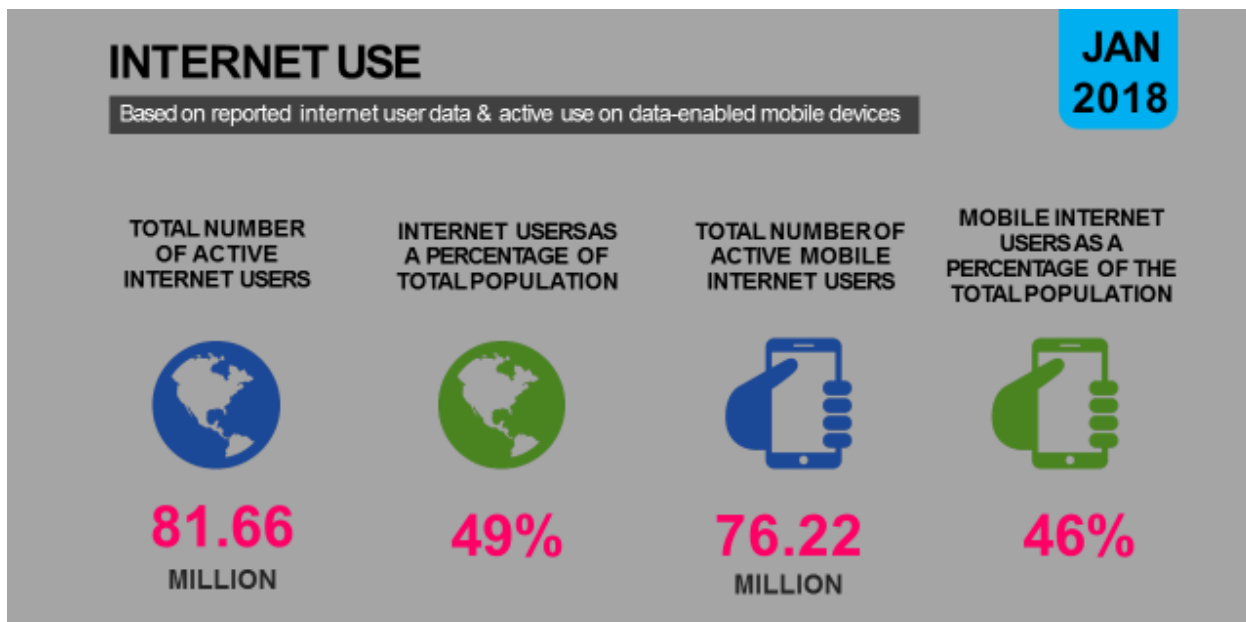 INTERNET USE
JAN
2018
Based on reported internet user data & active use on data-enabled mobile devices
TOTAL NUMBER
OF ACTIVE
INTERNET USERS
INTERNET USERS AS
A PERCENTAGE OF
TOTAL POPULATION
TOTAL NUMBER OF
ACTIVE MOBILE
INTERNET USERS
MOBILE INTERNET
USERS AS A
PERCENTAGE OF THE
TOTAL POPULATION
81.66
MILLION
49%
76.22
MILLION
46%